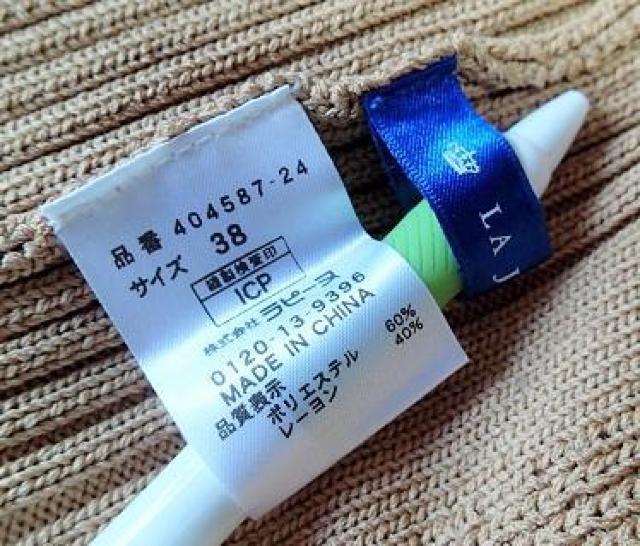 品番 404587-24
サイズ 38
縫製検筆印
ICP
株式会社 ラピーヌ
0120-13-9396
MADE IN CHINA
品質表示
ポリエステル 60%
レーヨン 40%
LA J